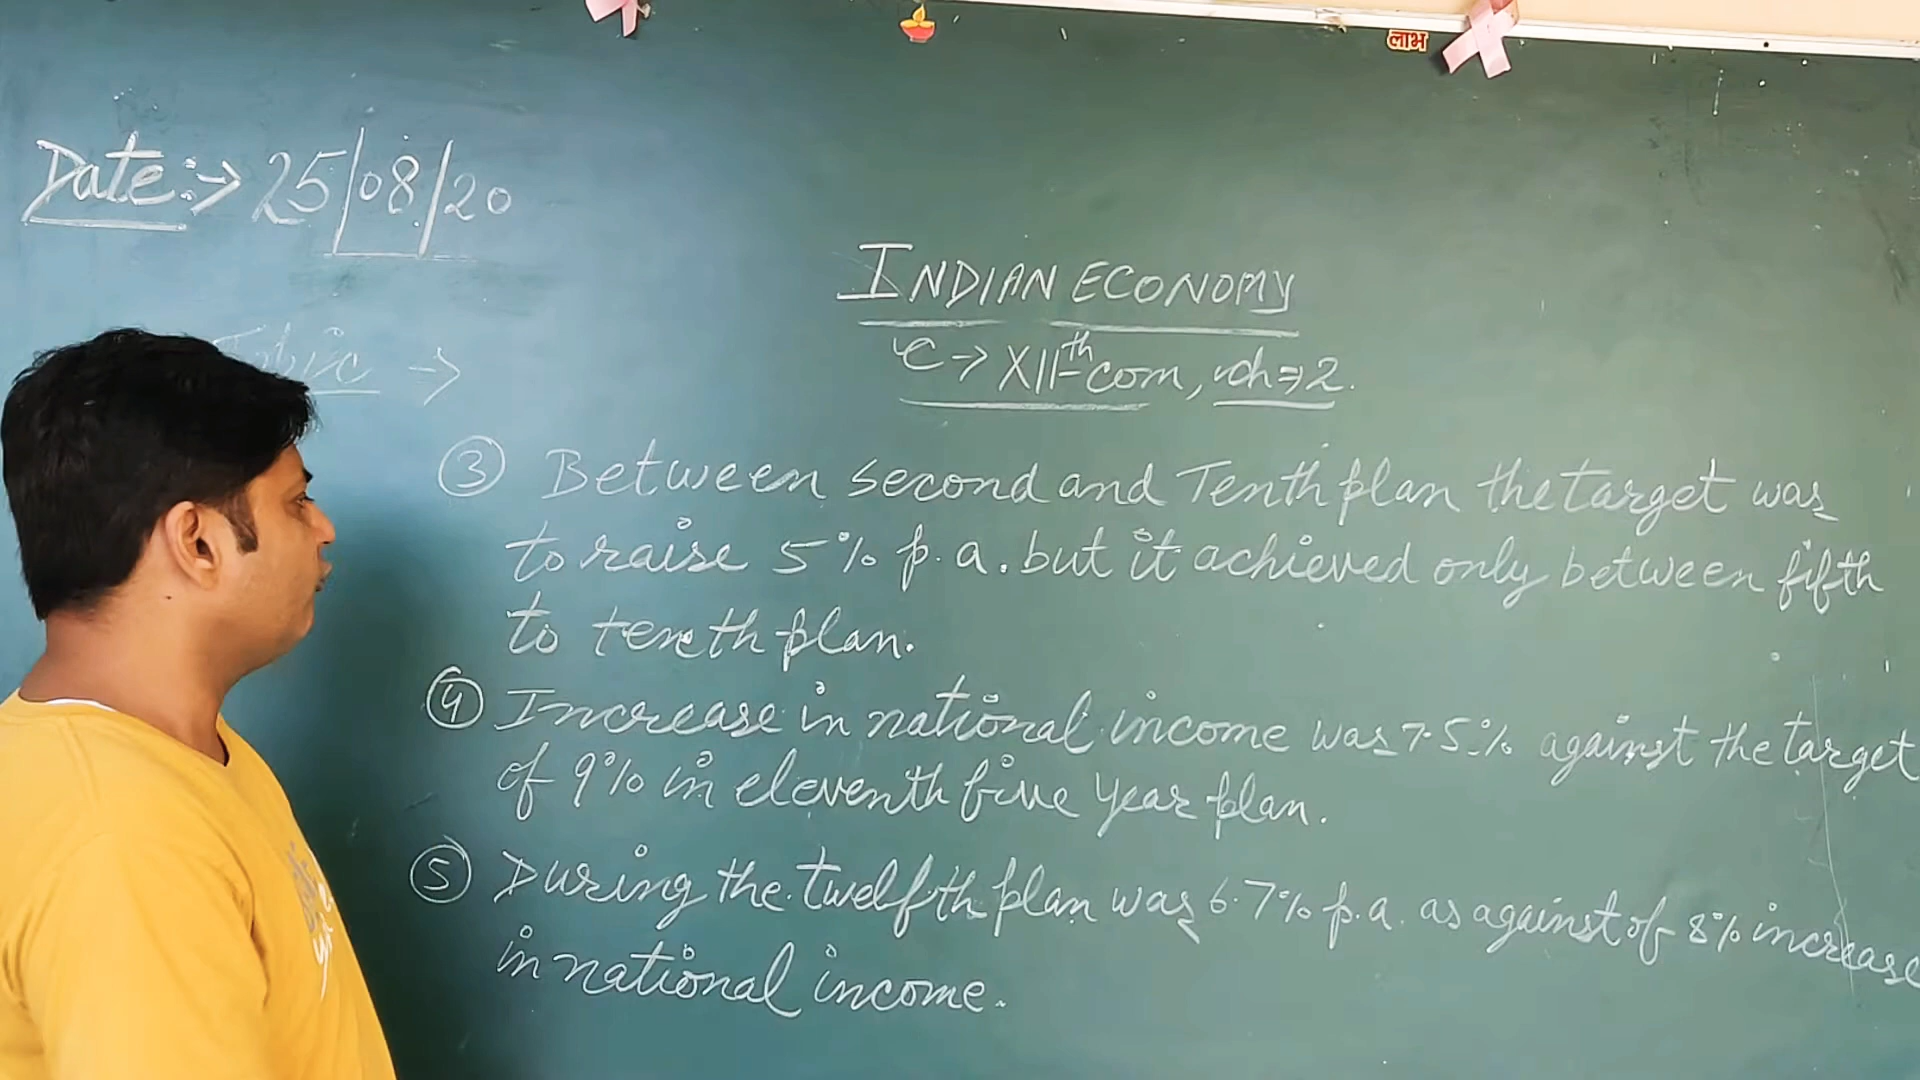 लाभ
Date :→ 25/08/20
INDIAN ECONOMY
C → XIIth com, ch ⇒ 2.
Topic →
③ Between second and Tenth plan the target was
to raise 5% p.a. but it achieved only between fifth
to tenth plan.
④ Increase in national income was 7.5% against the target
of 9% in eleventh five year plan.
⑤ During the twelfth plan was 6.7% p.a. as against of 8% increase
in national income.